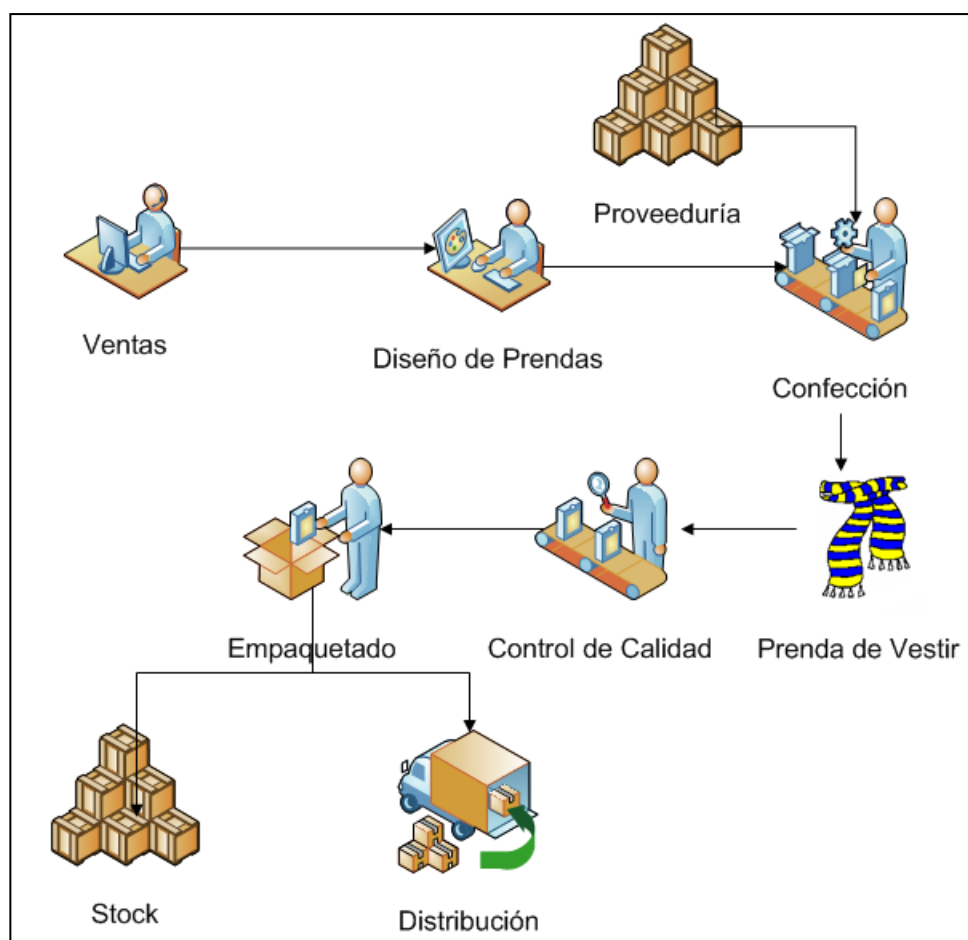 Proveeduría
Ventas
Diseño de Prendas
Confección
Empaquetado
Control de Calidad
Prenda de Vestir
Stock
Distribución